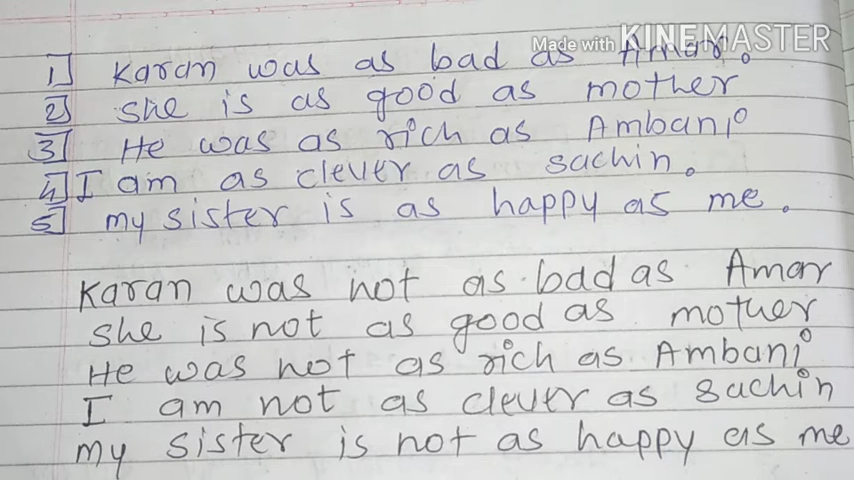 Made with KINEMASTER
1] Karan was as bad as Amar.
2] she is as good as mother
3] He was as rich as Ambani
4] I am as clever as sachin.
5] my sister is as happy as me.
Karan was not as bad as Amar
she is not as good as mother
He was not as rich as Ambani
I am not as clever as sachin
my sister is not as happy as me